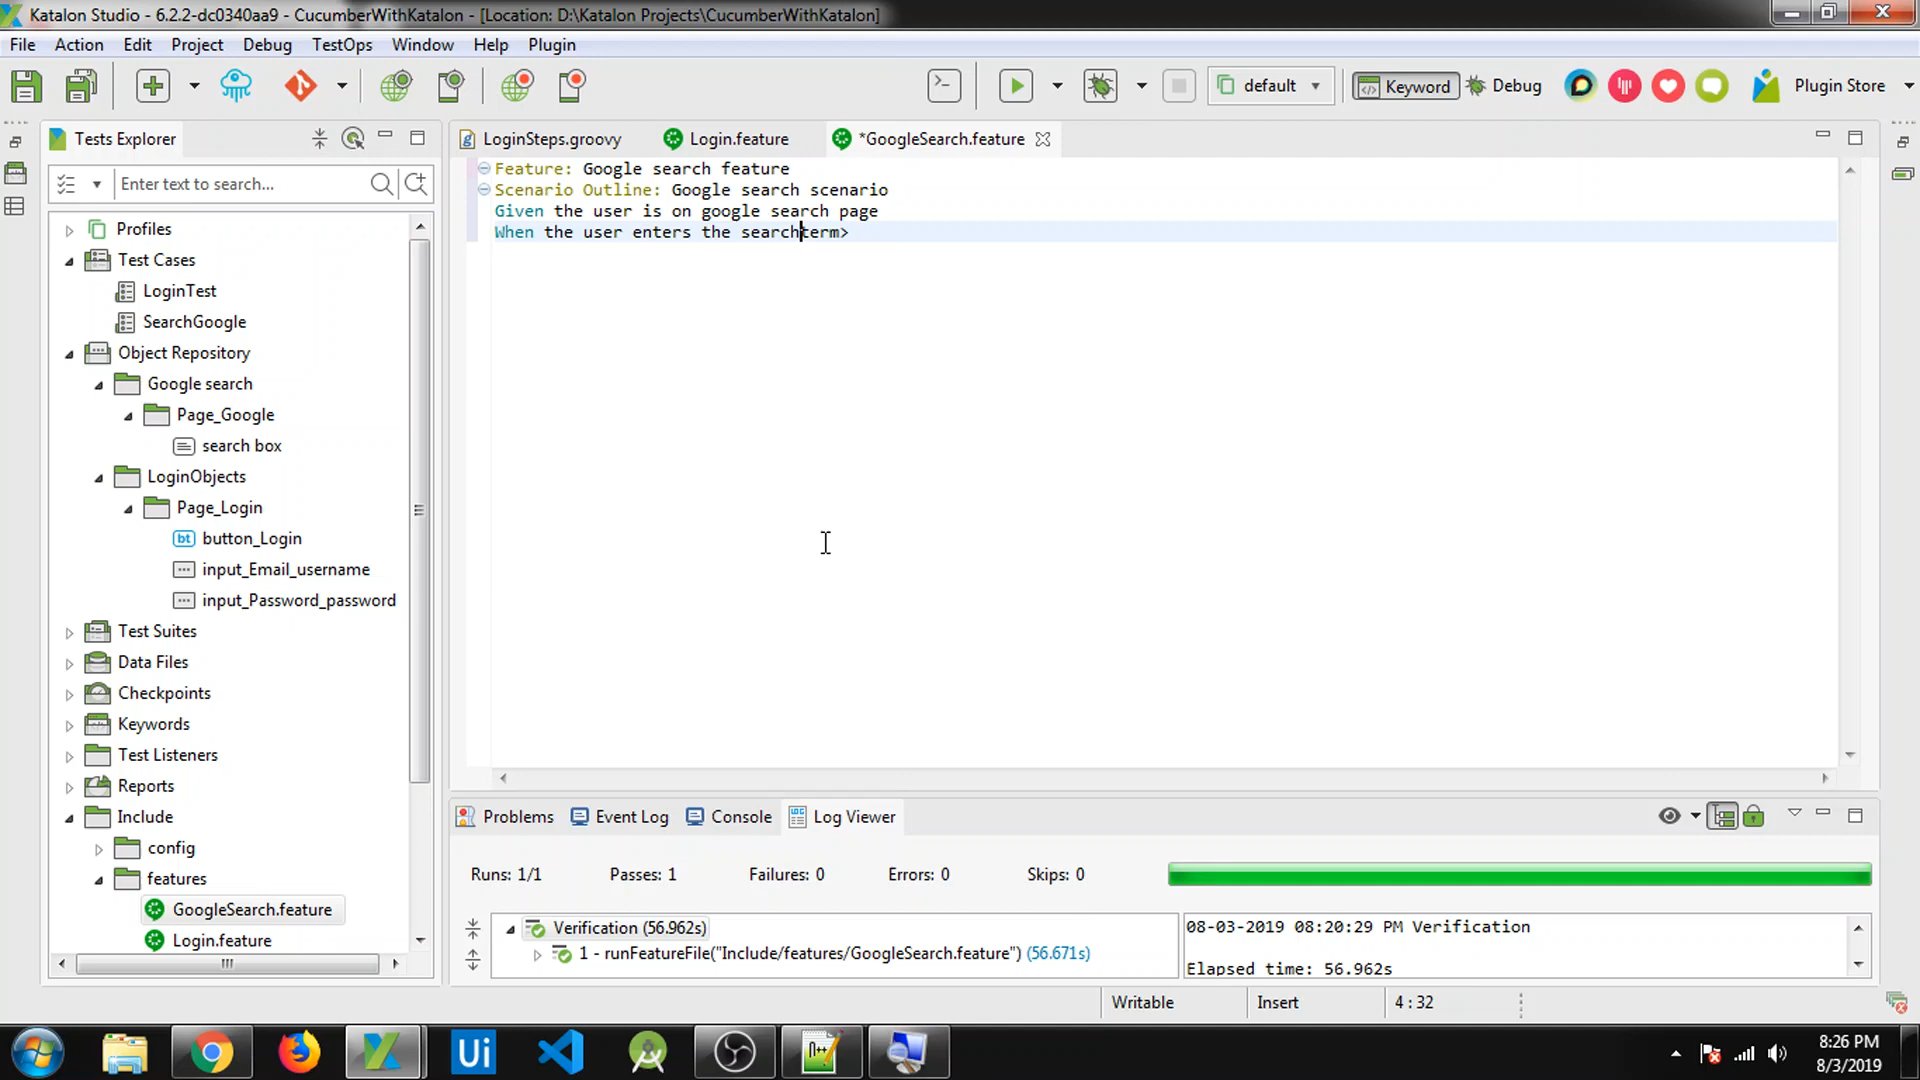 Katalon Studio - 6.2.2-dc0340aa9 - CucumberWithKatalon - [Location: D:\Katalon Projects\CucumberWithKatalon]
File Action Edit Project Debug TestOps Window Help Plugin
default Keyword Debug Plugin Store
Tests Explorer
LoginSteps.groovy Login.feature *GoogleSearch.feature
Enter text to search...
Feature: Google search feature
Scenario Outline: Google search scenario
Given the user is on google search page
When the user enters the searchterm>
Profiles
Test Cases
LoginTest
SearchGoogle
Object Repository
Google search
Page_Google
search box
LoginObjects
Page_Login
bt button_Login
input_Email_username
input_Password_password
Test Suites
Data Files
Checkpoints
Keywords
Test Listeners
Reports
Include
config
features
GoogleSearch.feature
Login.feature
Problems Event Log Console LOG Log Viewer
Runs: 1/1 Passes: 1 Failures: 0 Errors: 0 Skips: 0
Verification (56.962s)
1 - runFeatureFile("Include/features/GoogleSearch.feature") (56.671s)
08-03-2019 08:20:29 PM Verification
Elapsed time: 56.962s
Writable Insert 4 : 32
Ui
N++
8:26 PM
8/3/2019